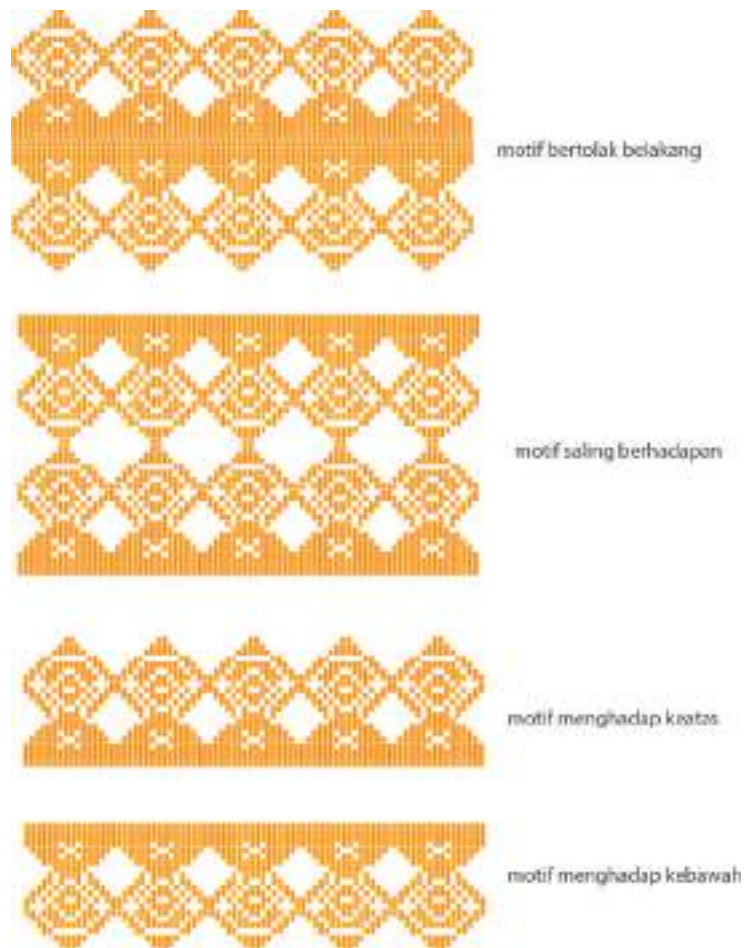 motif bertolak belakang
motif saling berhadapan
motif menghadap keatas
motif menghadap kebawah